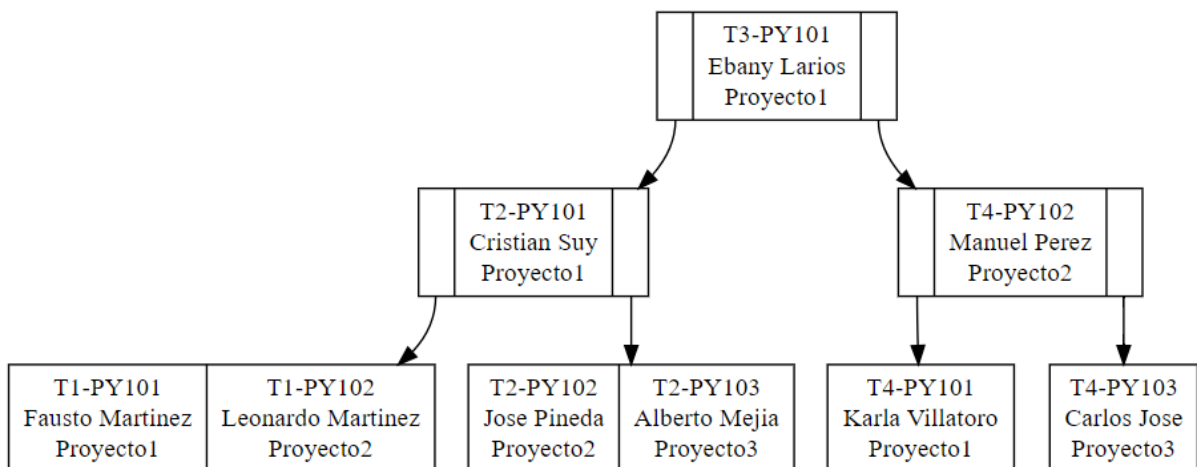 T3-PY101
Ebany Larios
Proyecto1
T2-PY101
Cristian Suy
Proyecto1
T4-PY102
Manuel Perez
Proyecto2
T1-PY101
Fausto Martinez
Proyecto1
T1-PY102
Leonardo Martinez
Proyecto2
T2-PY102
Jose Pineda
Proyecto2
T2-PY103
Alberto Mejia
Proyecto3
T4-PY101
Karla Villatoro
Proyecto1
T4-PY103
Carlos Jose
Proyecto3